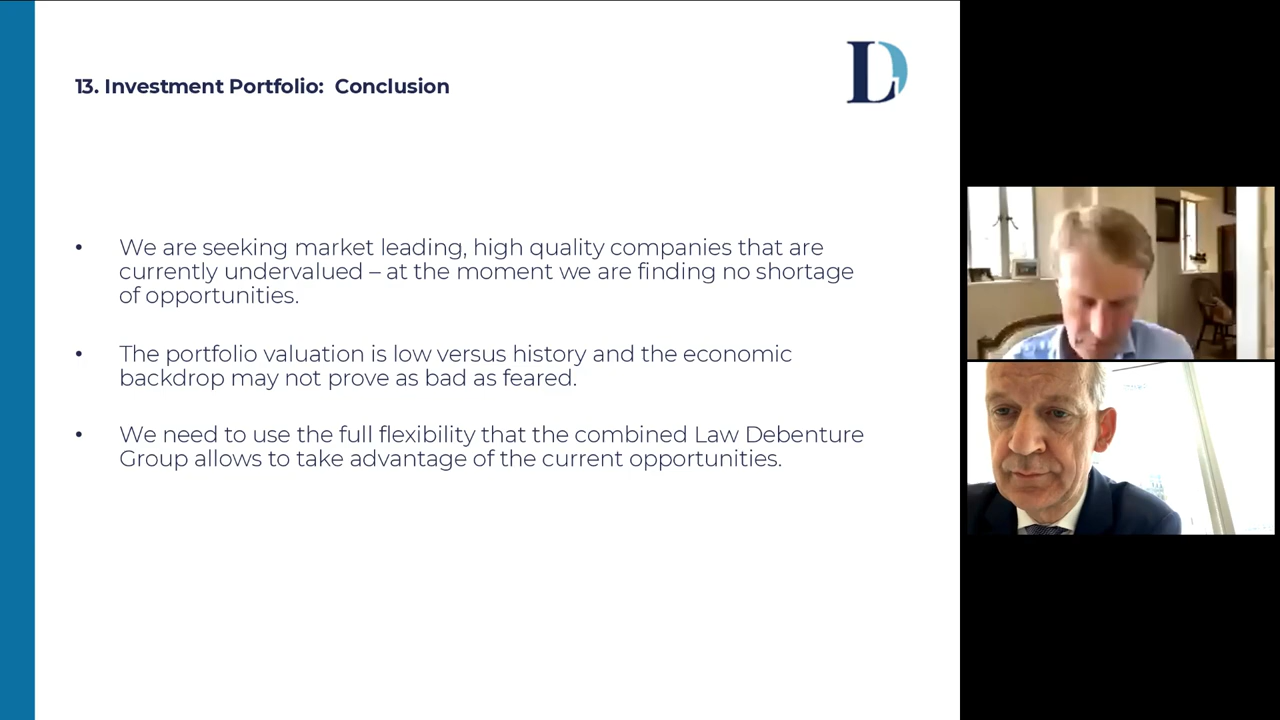 13. Investment Portfolio:  Conclusion
LD
• We are seeking market leading, high quality companies that are
currently undervalued – at the moment we are finding no shortage
of opportunities.
• The portfolio valuation is low versus history and the economic
backdrop may not prove as bad as feared.
• We need to use the full flexibility that the combined Law Debenture
Group allows to take advantage of the current opportunities.